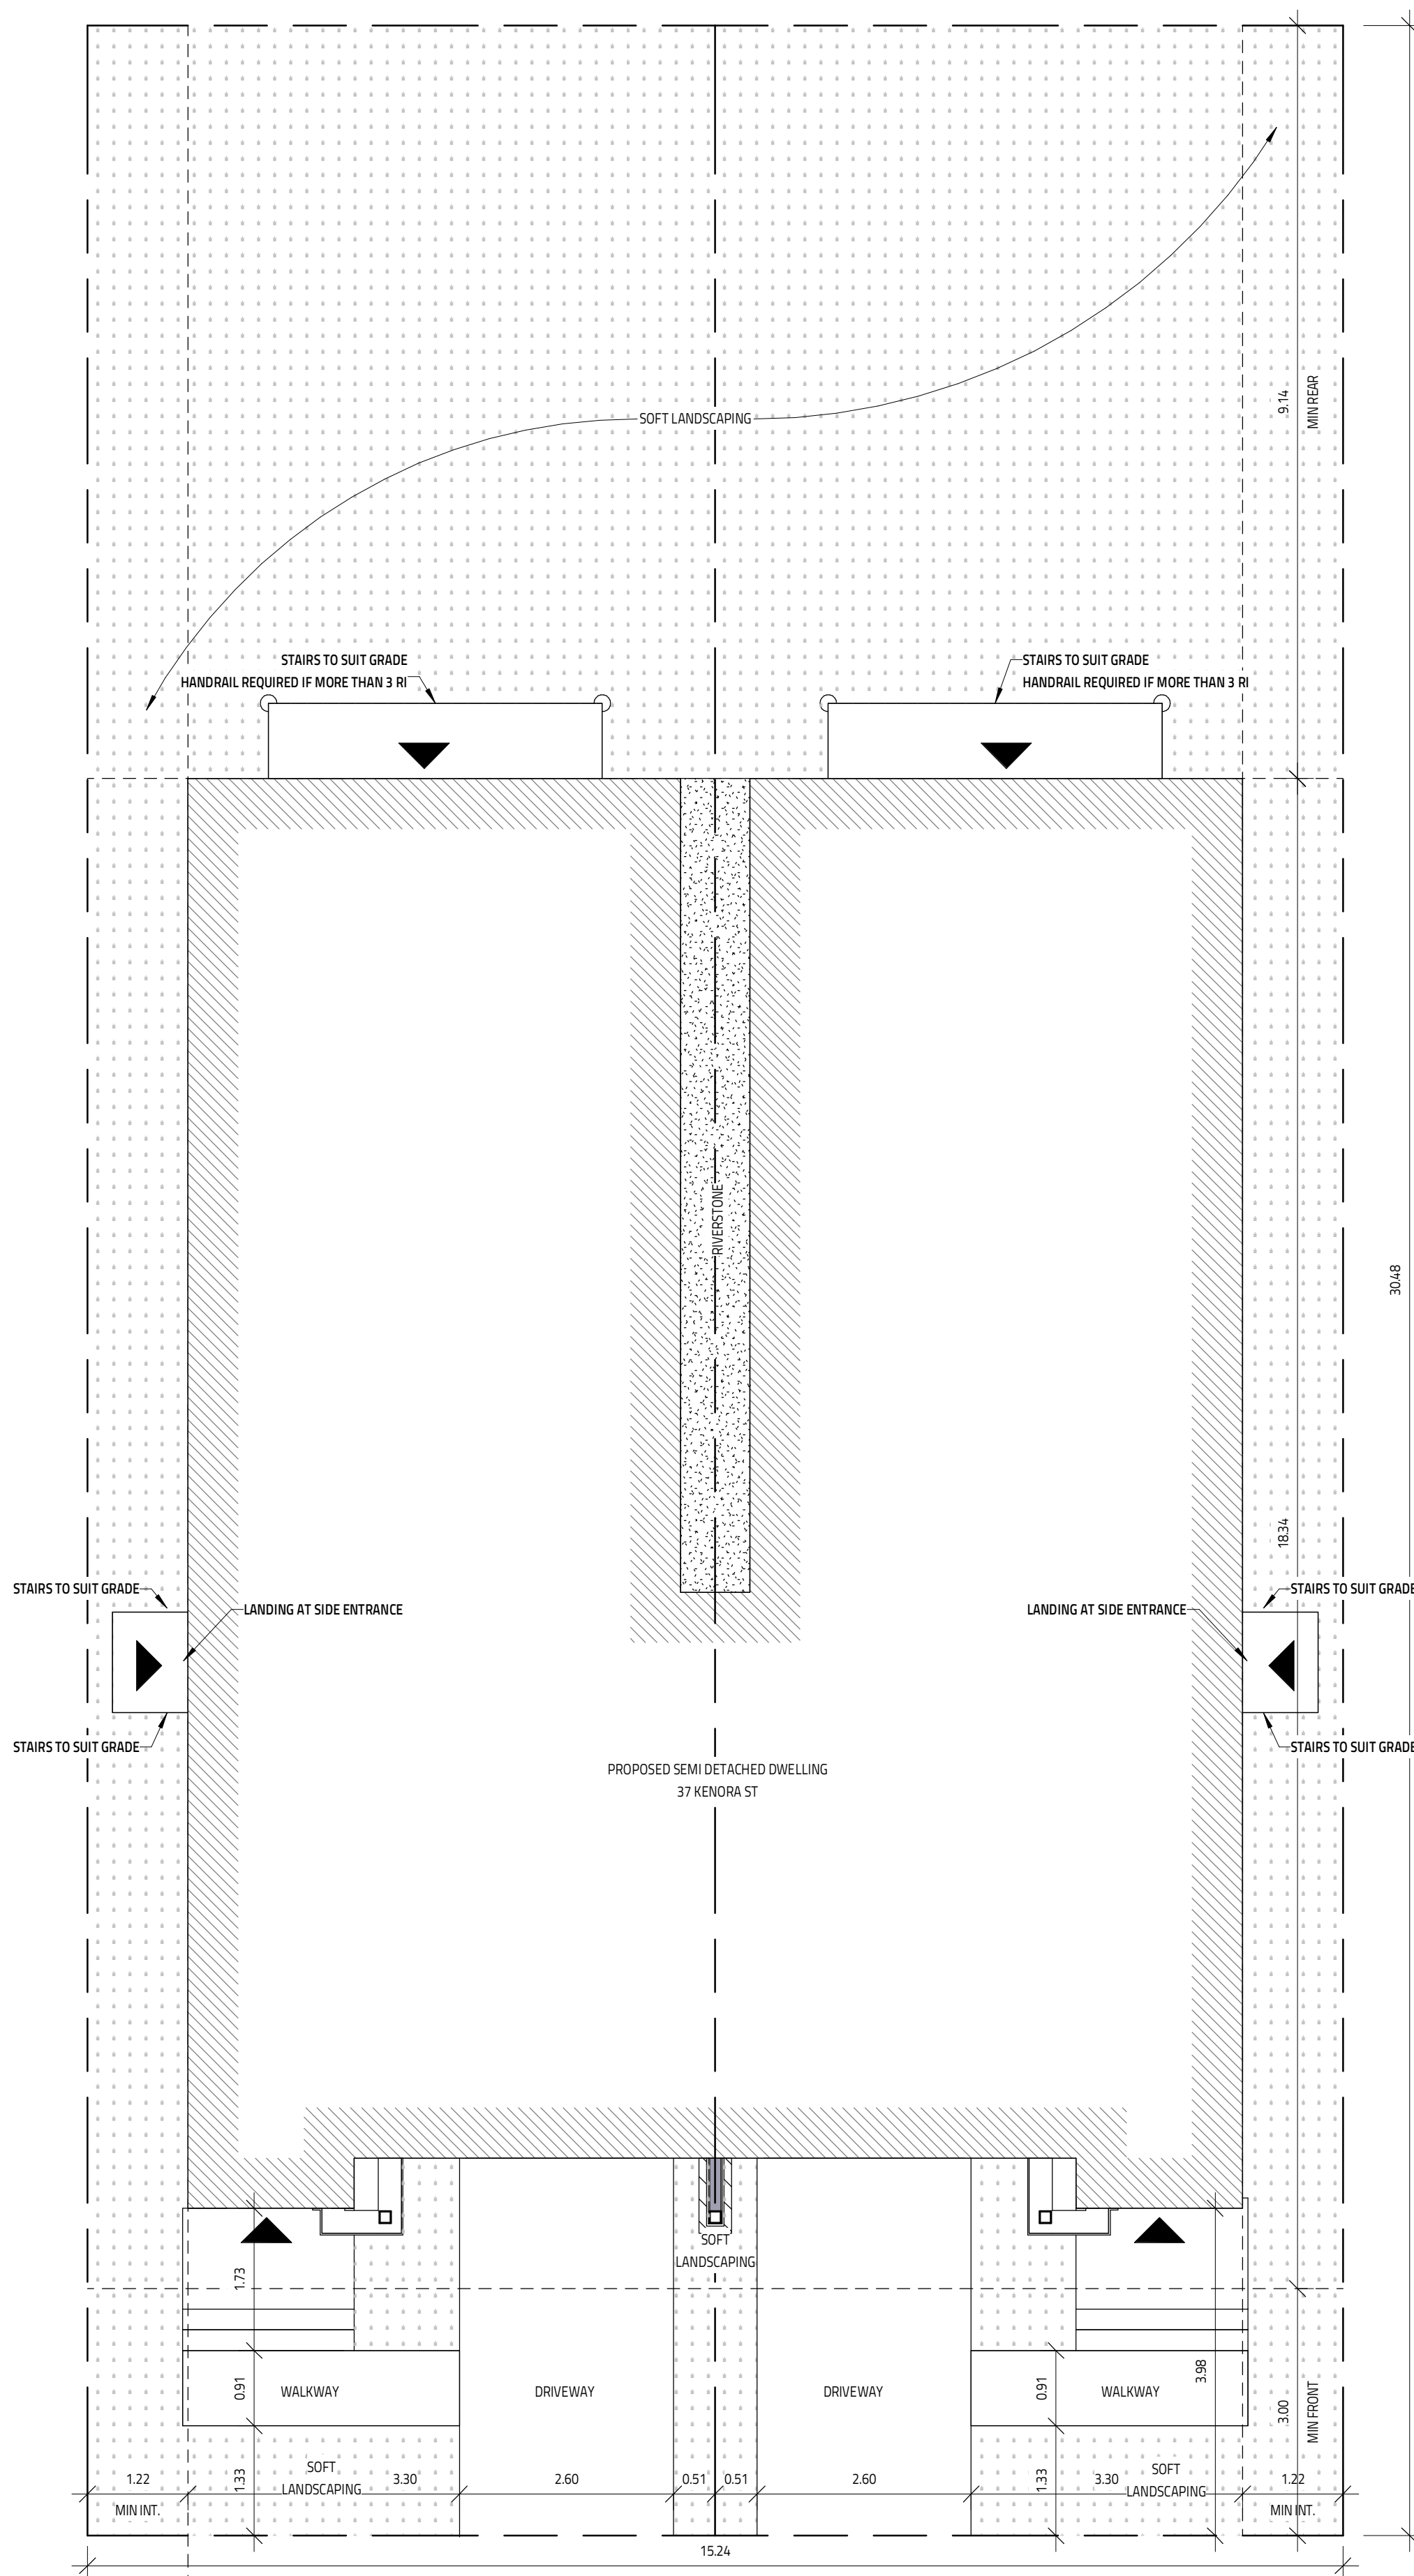 9.14
MIN REAR
SOFT LANDSCAPING
STAIRS TO SUIT GRADE
HANDRAIL REQUIRED IF MORE THAN 3 RI
STAIRS TO SUIT GRADE
HANDRAIL REQUIRED IF MORE THAN 3 RI
RIVERSTONE
30.48
18.34
STAIRS TO SUIT GRADE
LANDING AT SIDE ENTRANCE
LANDING AT SIDE ENTRANCE
STAIRS TO SUIT GRADE
STAIRS TO SUIT GRADE
STAIRS TO SUIT GRADE
PROPOSED SEMI DETACHED DWELLING
37 KENORA ST
SOFT
LANDSCAPING
1.73
0.91
WALKWAY
DRIVEWAY
DRIVEWAY
0.91
WALKWAY
3.98
3.00
MIN FRONT
1.33
SOFT
LANDSCAPING
1.33
SOFT
LANDSCAPING
1.22
3.30
2.60
0.51
0.51
2.60
3.30
1.22
MIN INT.
MIN INT.
15.24